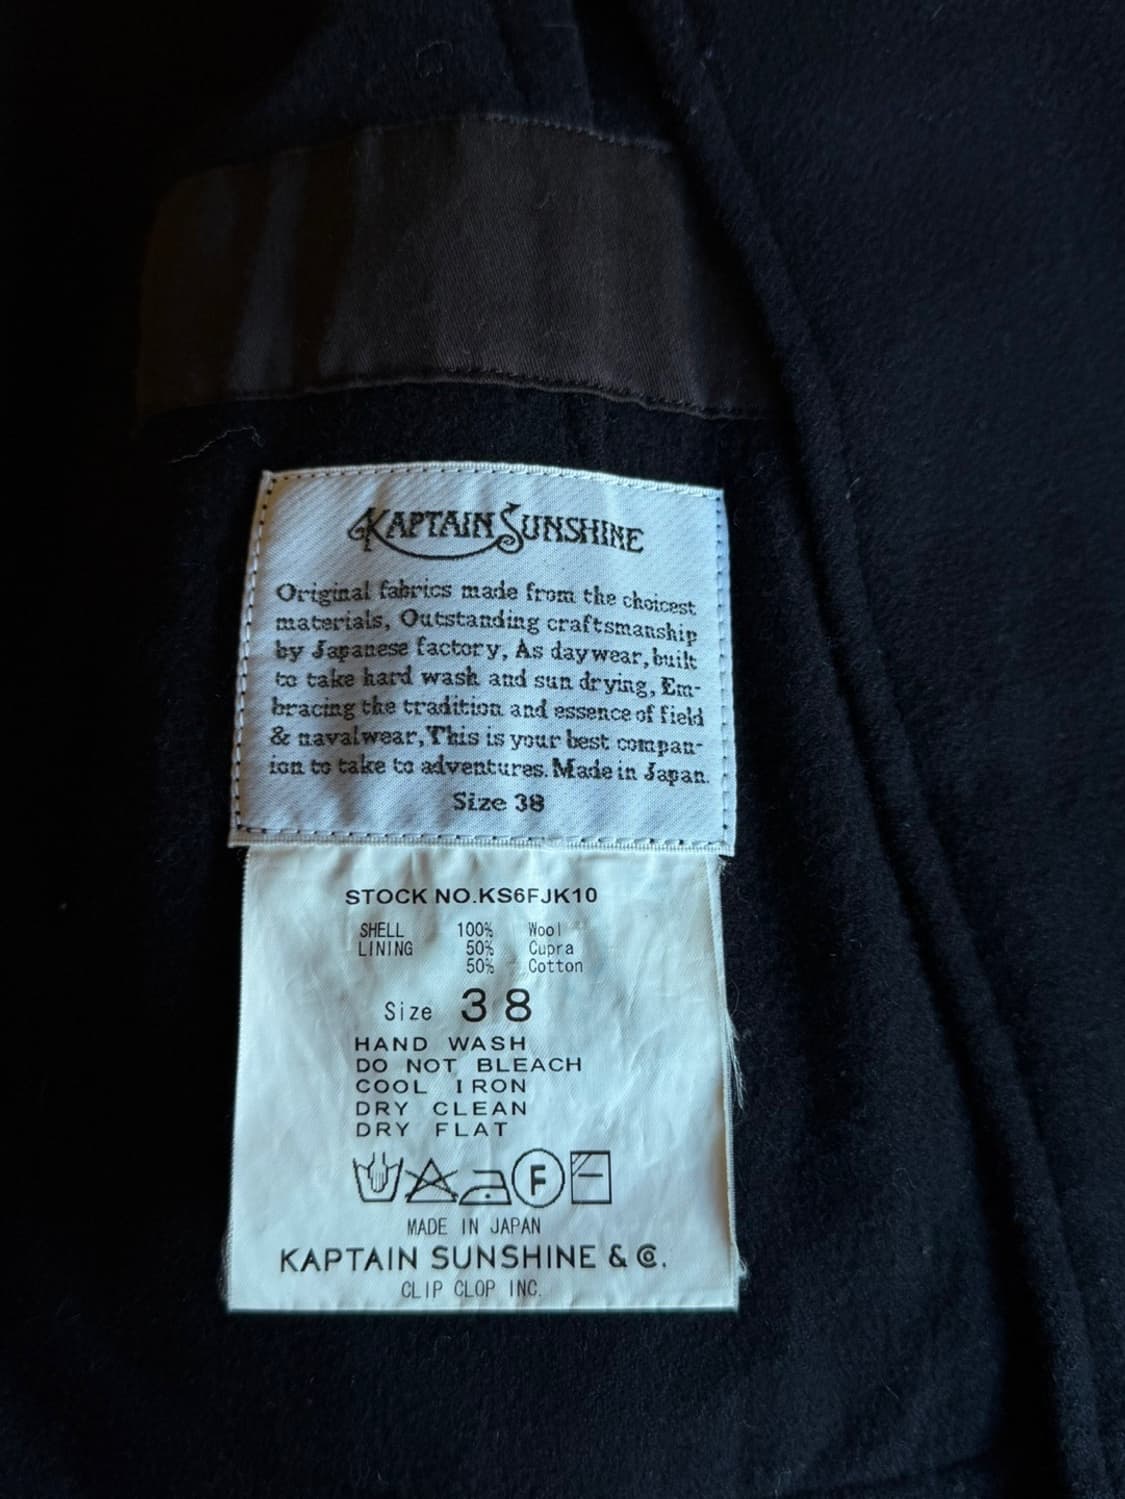 KAPTAIN SUNSHINE
Original fabrics made from the choicest
materials, Outstanding craftsmanship
by Japanese factory, As daywear, built
to take hard wash and sun drying, Em-
bracing the tradition and essence of field
& navalwear, This is your best compan-
ion to take to adventures. Made in Japan.
Size 38
STOCK NO.KS6FJK10
SHELL 100% Wool
LINING 50% Cupra
50% Cotton
Size 38
HAND WASH
DO NOT BLEACH
COOL IRON
DRY CLEAN
DRY FLAT
F
MADE IN JAPAN
KAPTAIN SUNSHINE & Co.
CLIP CLOP INC.